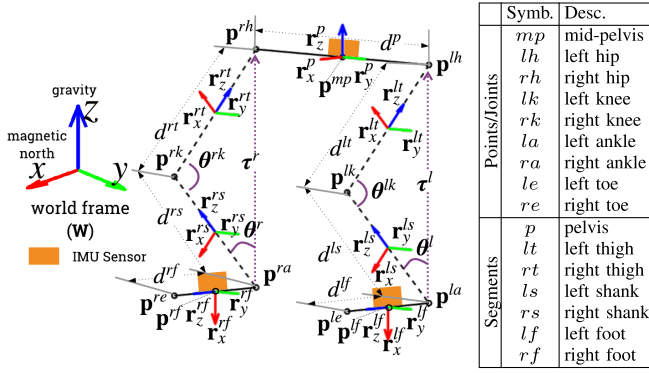 p^{rh}
r_z^p
d^p
r_x^p
r_y^p
p^{mp}
p^{lh}
gravity
z
magnetic
north
x
y
world frame
(W)
IMU Sensor
r_z^{rt}
r_x^{rt}
r_y^{rt}
d^{rt}
p^{rk}
θ^{rk}
τ^r
d^{rs}
r_z^{rs}
r_y^{rs}
r_x^{rs}
θ^r
d^{rf}
p^{ra}
p^{re}
p^{rf}
r_z^{rf}
r_y^{rf}
r_x^{rf}
r_z^{lt}
r_x^{lt}
r_y^{lt}
d^{lt}
p^{lk}
θ^{lk}
τ^l
d^{ls}
r_z^{ls}
r_y^{ls}
r_x^{ls}
θ^l
d^{lf}
p^{la}
p^{le}
p^{lf}
r_z^{lf}
r_y^{lf}
r_x^{lf}
Symb. Desc.
Points/Joints
mp mid-pelvis
lh left hip
rh right hip
lk left knee
rk right knee
la left ankle
ra right ankle
le left toe
re right toe
Segments
p pelvis
lt left thigh
rt right thigh
ls left shank
rs right shank
lf left foot
rf right foot